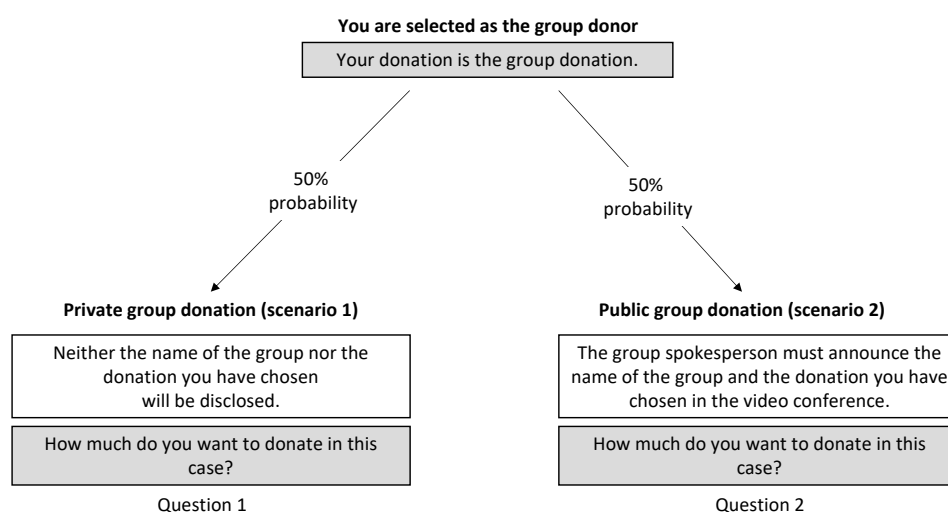 You are selected as the group donor
Your donation is the group donation.
50%
probability
50%
probability
Private group donation (scenario 1)
Neither the name of the group nor the
donation you have chosen
will be disclosed.
How much do you want to donate in this
case?
Question 1
Public group donation (scenario 2)
The group spokesperson must announce the
name of the group and the donation you have
chosen in the video conference.
How much do you want to donate in this
case?
Question 2